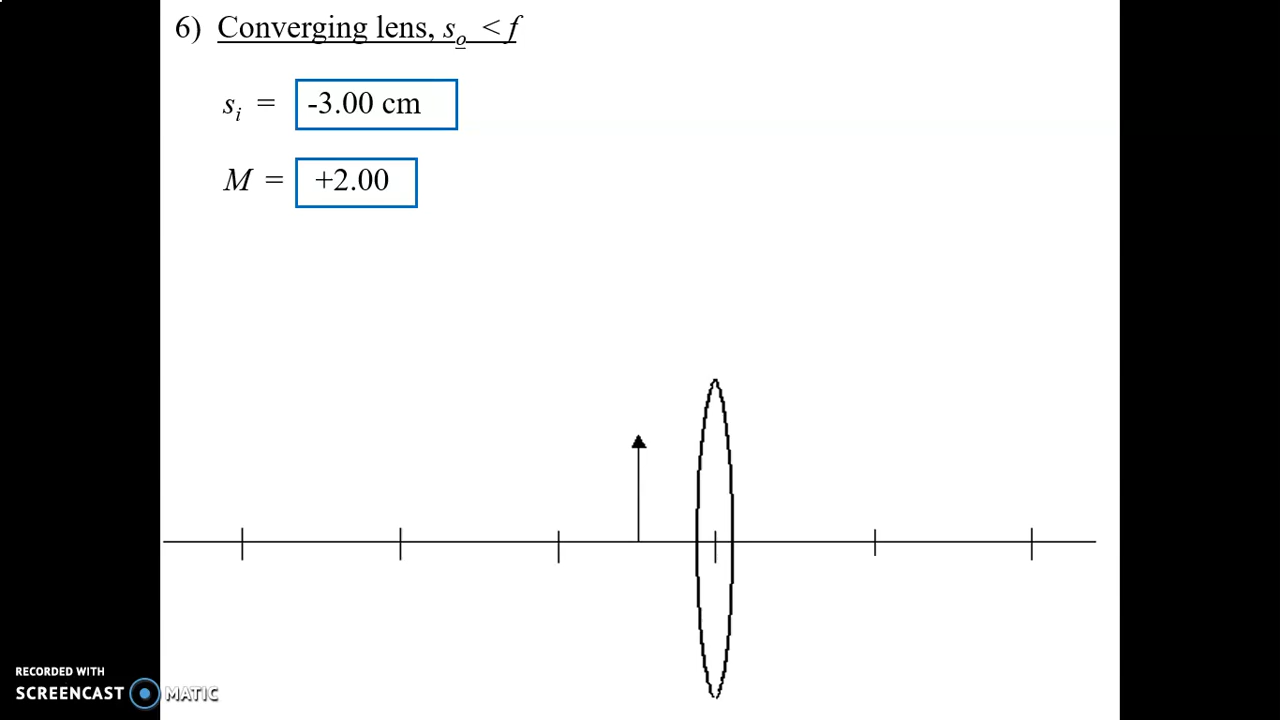 6) Converging lens, sₒ < f
sᵢ = -3.00 cm
M = +2.00
RECORDED WITH
SCREENCAST MATIC